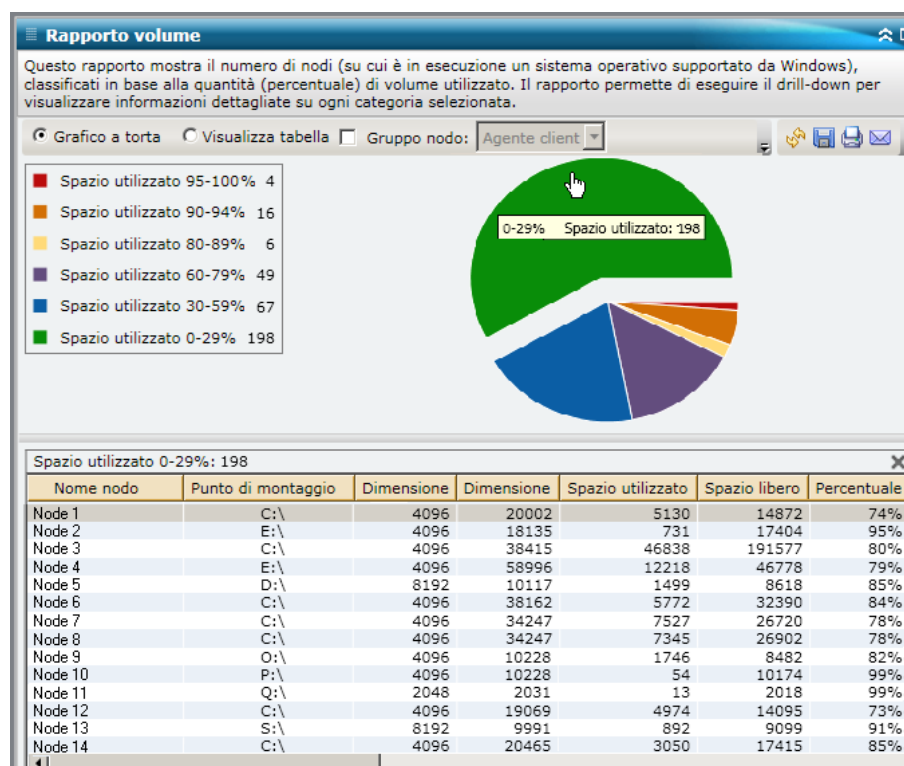 Rapporto volume
Questo rapporto mostra il numero di nodi (su cui è in esecuzione un sistema operativo supportato da Windows),
classificati in base alla quantità (percentuale) di volume utilizzato. Il rapporto permette di eseguire il drill-down per
visualizzare informazioni dettagliate su ogni categoria selezionata.
Grafico a torta Visualizza tabella Gruppo nodo: Agente client
Spazio utilizzato 95-100% 4
Spazio utilizzato 90-94% 16
Spazio utilizzato 80-89% 6
Spazio utilizzato 60-79% 49
Spazio utilizzato 30-59% 67
Spazio utilizzato 0-29% 198
0-29% Spazio utilizzato: 198
Spazio utilizzato 0-29%: 198
Nome nodo Punto di montaggio Dimensione Dimensione Spazio utilizzato Spazio libero Percentuale
Node 1 C:\ 4096 20002 5130 14872 74%
Node 2 E:\ 4096 18135 731 17404 95%
Node 3 C:\ 4096 38415 46838 191577 80%
Node 4 E:\ 4096 58996 12218 46778 79%
Node 5 D:\ 8192 10117 1499 8618 85%
Node 6 C:\ 4096 38162 5772 32390 84%
Node 7 C:\ 4096 34247 7527 26720 78%
Node 8 C:\ 4096 34247 7345 26902 78%
Node 9 O:\ 4096 10228 1746 8482 82%
Node 10 P:\ 4096 10228 54 10174 99%
Node 11 Q:\ 2048 2031 13 2018 99%
Node 12 C:\ 4096 19069 4974 14095 73%
Node 13 S:\ 8192 9991 892 9099 91%
Node 14 C:\ 4096 20465 3050 17415 85%